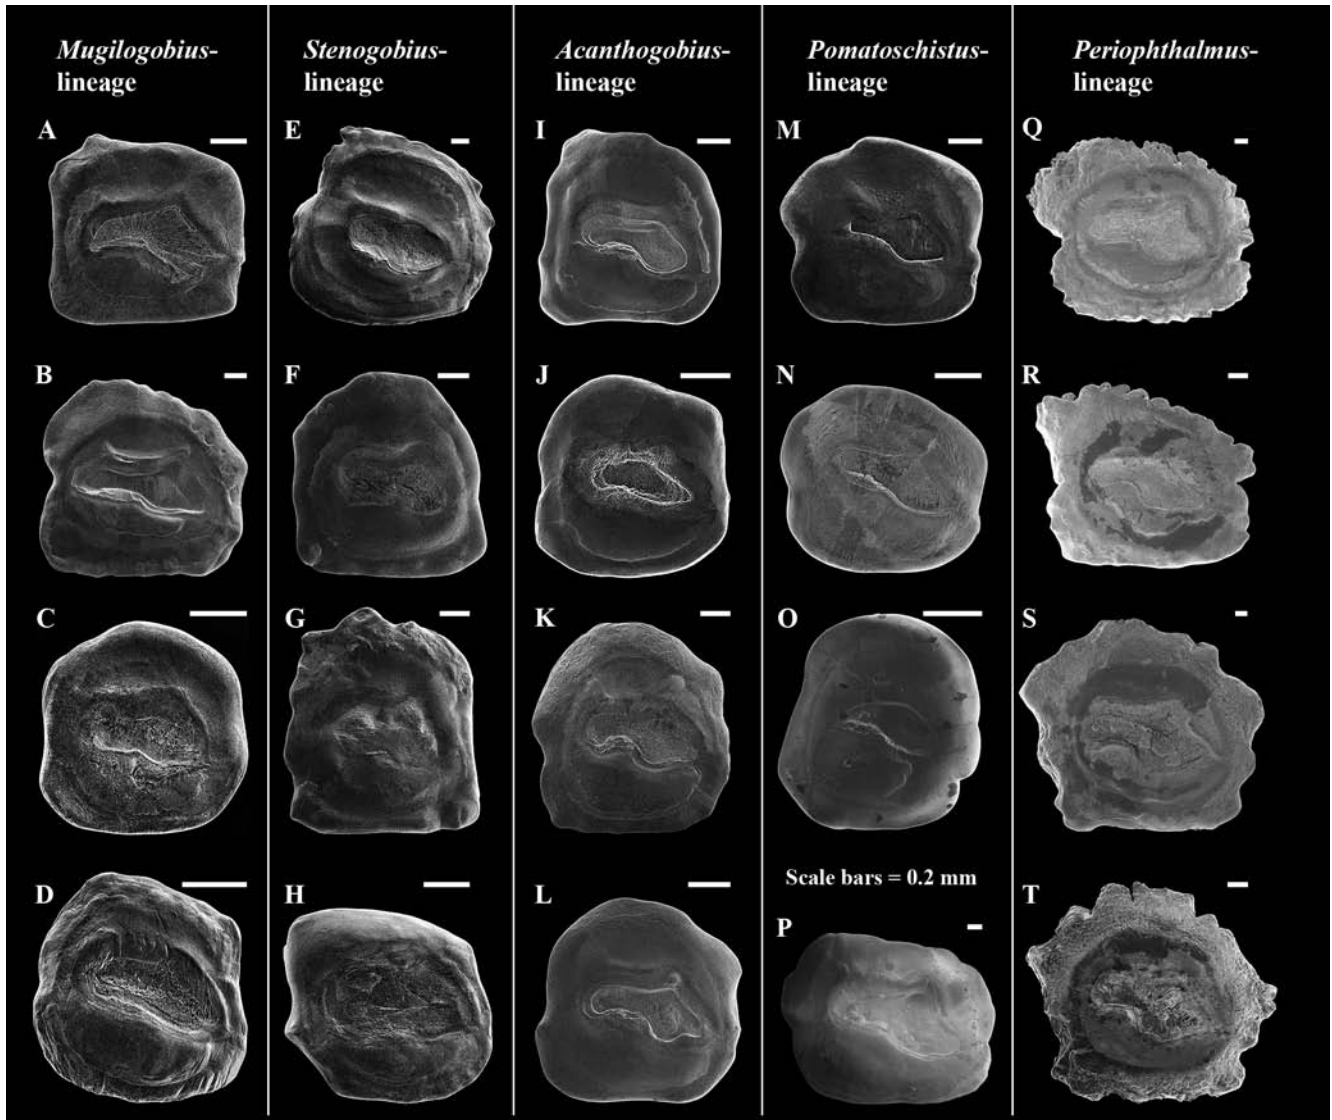 Mugilogobius- Stenogobius- Acanthogobius- Pomatoschistus- Periophthalmus-
lineage lineage lineage lineage lineage
A E I M Q
B F J N R
C G K O S
Scale bars = 0.2 mm
D H L P T